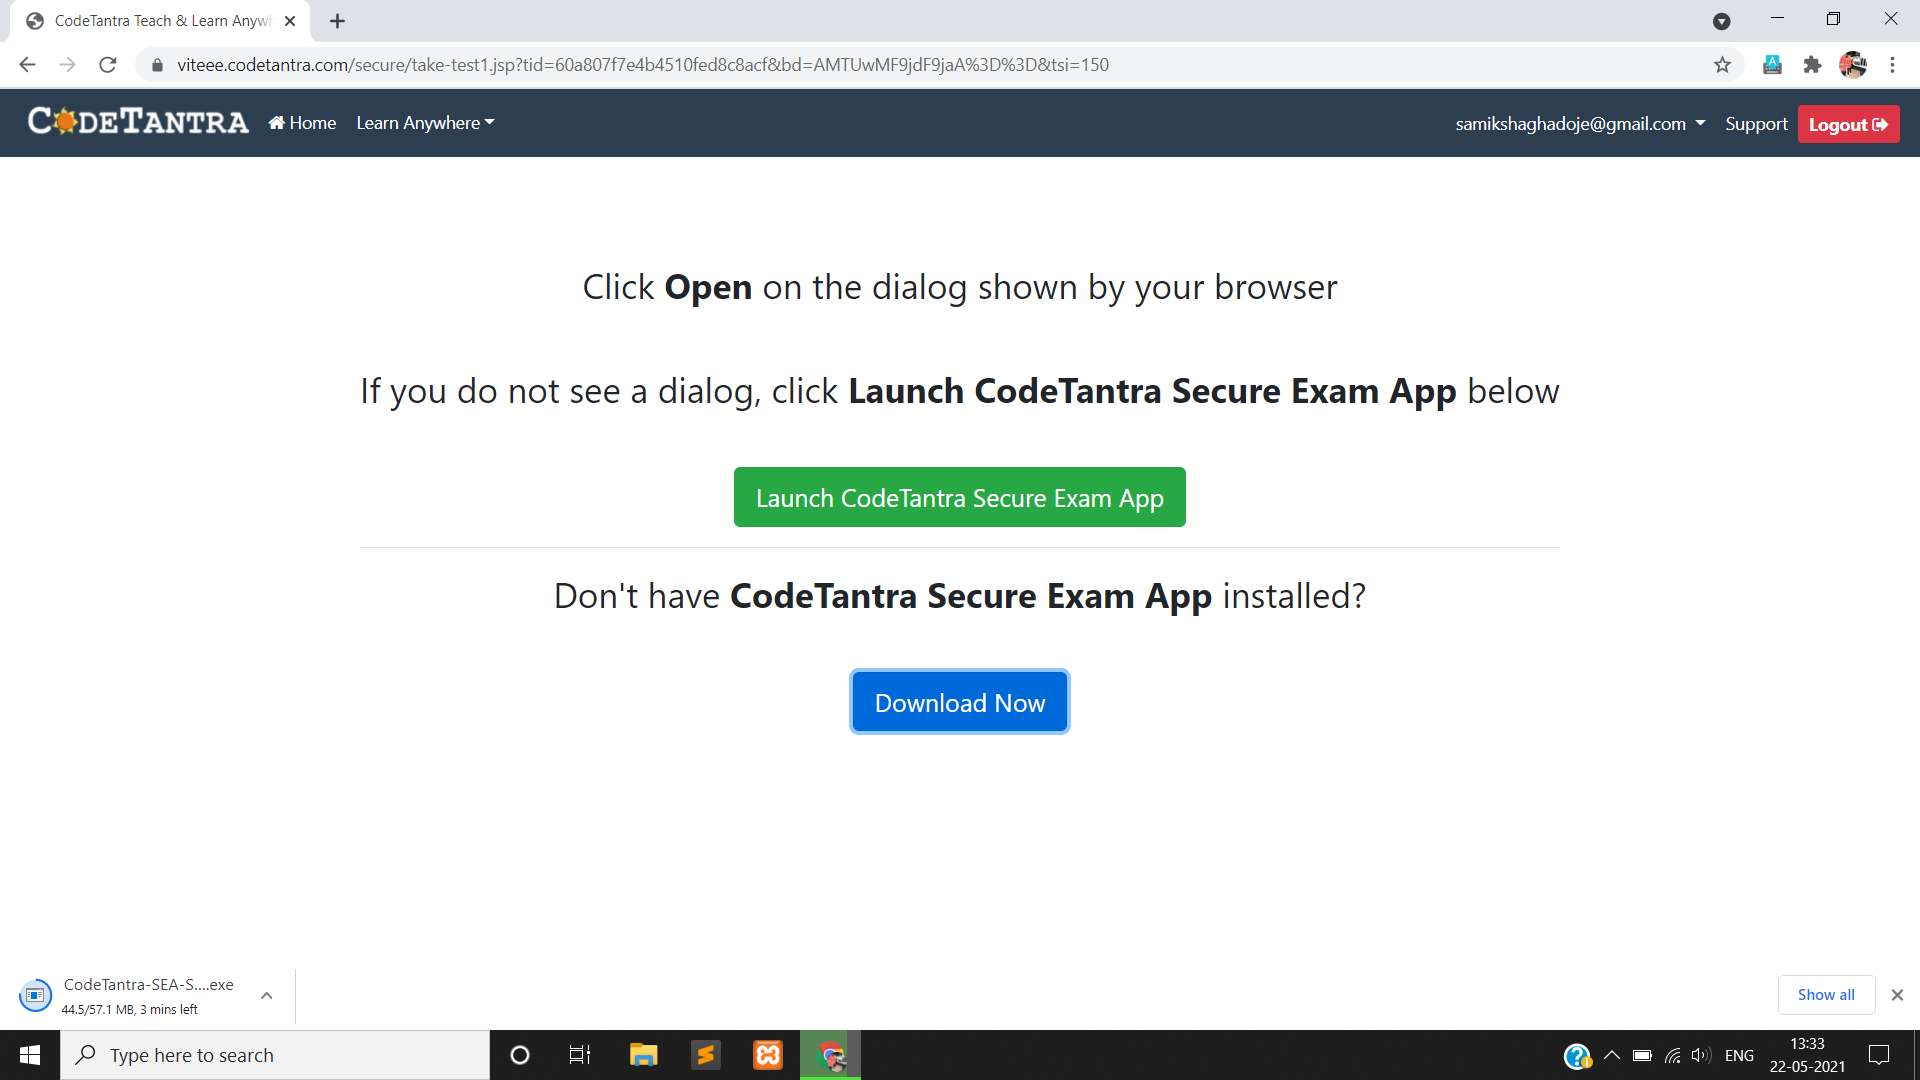 CodeTantra Teach & Learn Anywh
viteee.codetantra.com/secure/take-test1.jsp?tid=60a807f7e4b4510fed8c8acf&bd=AMTUwMF9jdF9jaA%3D%3D&tsi=150
CODETANTRA Home Learn Anywhere samikshaghadoje@gmail.com Support Logout
Click Open on the dialog shown by your browser
If you do not see a dialog, click Launch CodeTantra Secure Exam App below
Launch CodeTantra Secure Exam App
Don't have CodeTantra Secure Exam App installed?
Download Now
CodeTantra-SEA-S....exe
44.5/57.1 MB, 3 mins left
Show all
Type here to search
ENG
13:33
22-05-2021